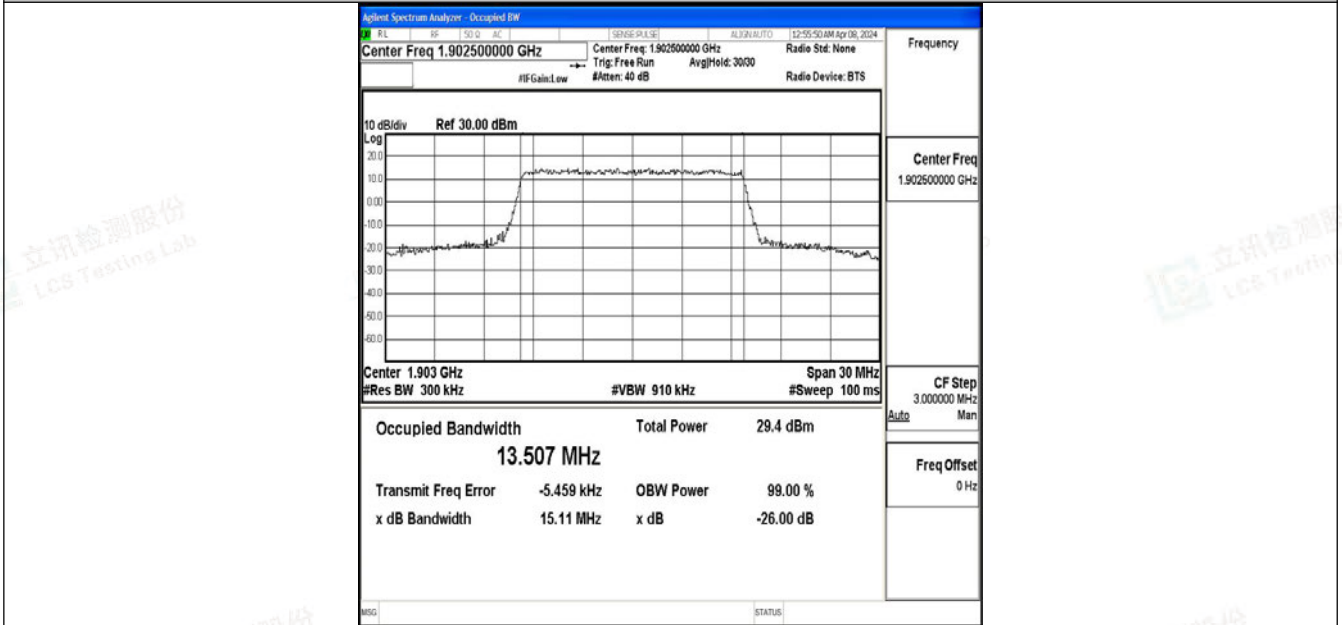 Agilent Spectrum Analyzer - Occupied BW
RL RF 50 Ω AC SENSE:PULSE ALIGN AUTO 12:55:50 AM Apr 08, 2024
Center Freq 1.902500000 GHz
Center Freq: 1.902500000 GHz
Radio Std: None
Trig: Free Run Avg|Hold: 30/30
#IFGain:Low
#Atten: 40 dB
Radio Device: BTS
10 dB/div Ref 30.00 dBm
Log
20.0
10.0
0.00
-10.0
-20.0
-30.0
-40.0
-50.0
-60.0
Center 1.903 GHz
Span 30 MHz
#Res BW 300 kHz
#VBW 910 kHz
#Sweep 100 ms
Occupied Bandwidth
13.507 MHz
Total Power 29.4 dBm
Transmit Freq Error -5.459 kHz
OBW Power 99.00 %
x dB Bandwidth 15.11 MHz
x dB -26.00 dB
MSG
STATUS
Frequency
Center Freq
1.902500000 GHz
CF Step
3.000000 MHz
Auto Man
Freq Offset
0 Hz
立讯检测股份
LCS Testing Lab
立讯检测
LCS Testing